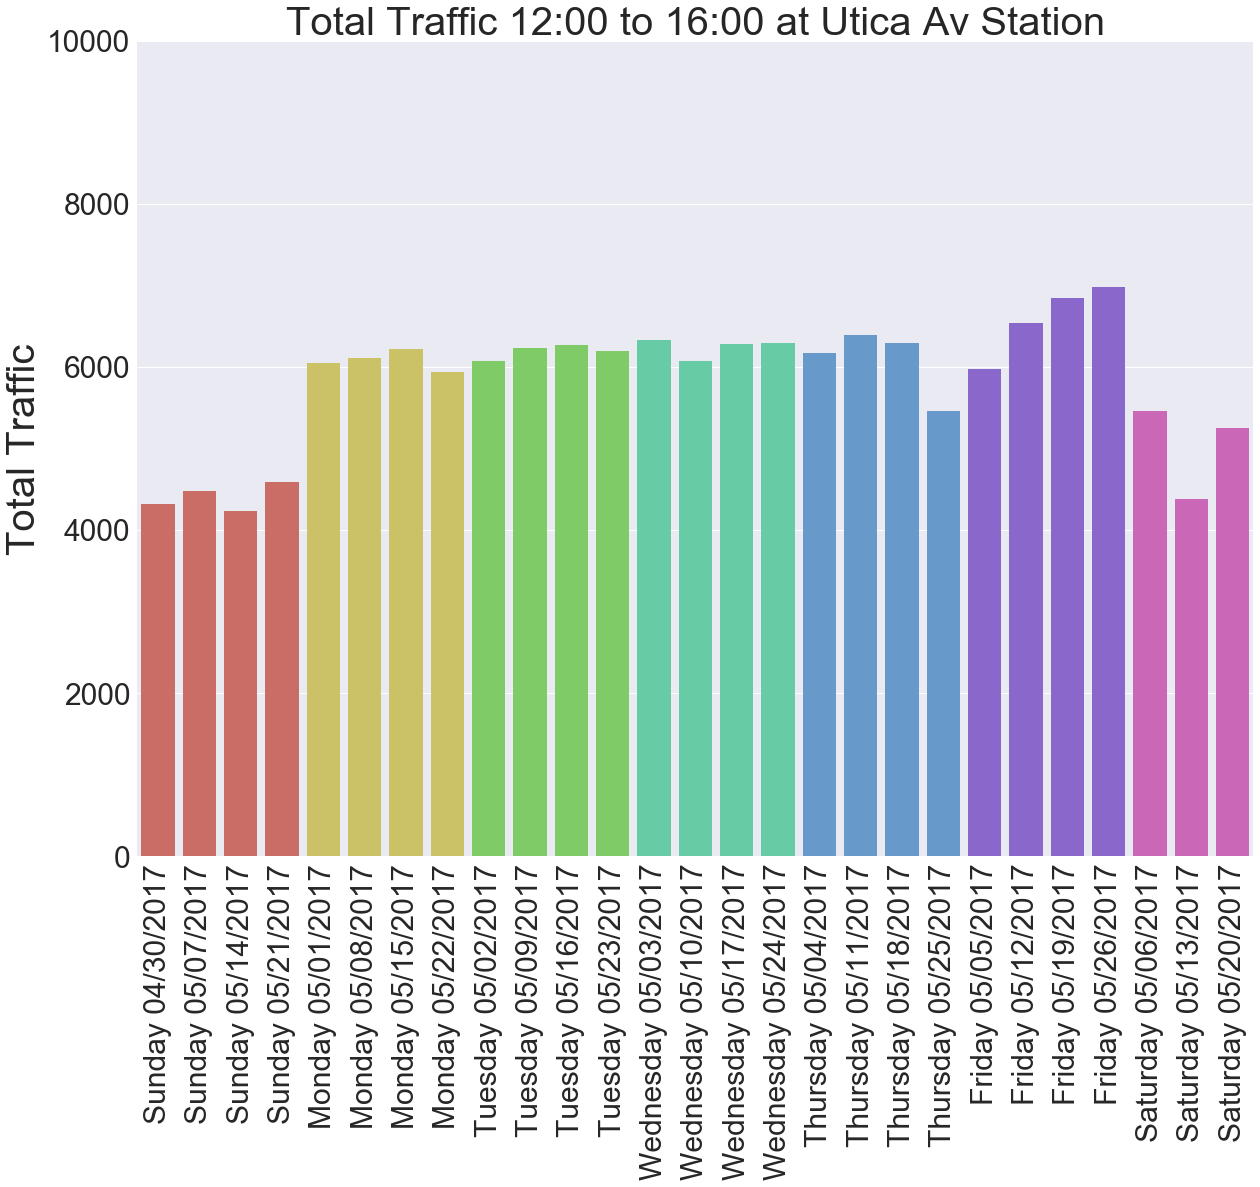 Total Traffic 12:00 to 16:00 at Utica Av Station
Total Traffic
10000
8000
6000
4000
2000
0
Sunday 04/30/2017
Sunday 05/07/2017
Sunday 05/14/2017
Sunday 05/21/2017
Monday 05/01/2017
Monday 05/08/2017
Monday 05/15/2017
Monday 05/22/2017
Tuesday 05/02/2017
Tuesday 05/09/2017
Tuesday 05/16/2017
Tuesday 05/23/2017
Wednesday 05/03/2017
Wednesday 05/10/2017
Wednesday 05/17/2017
Wednesday 05/24/2017
Thursday 05/04/2017
Thursday 05/11/2017
Thursday 05/18/2017
Thursday 05/25/2017
Friday 05/05/2017
Friday 05/12/2017
Friday 05/19/2017
Friday 05/26/2017
Saturday 05/06/2017
Saturday 05/13/2017
Saturday 05/20/2017